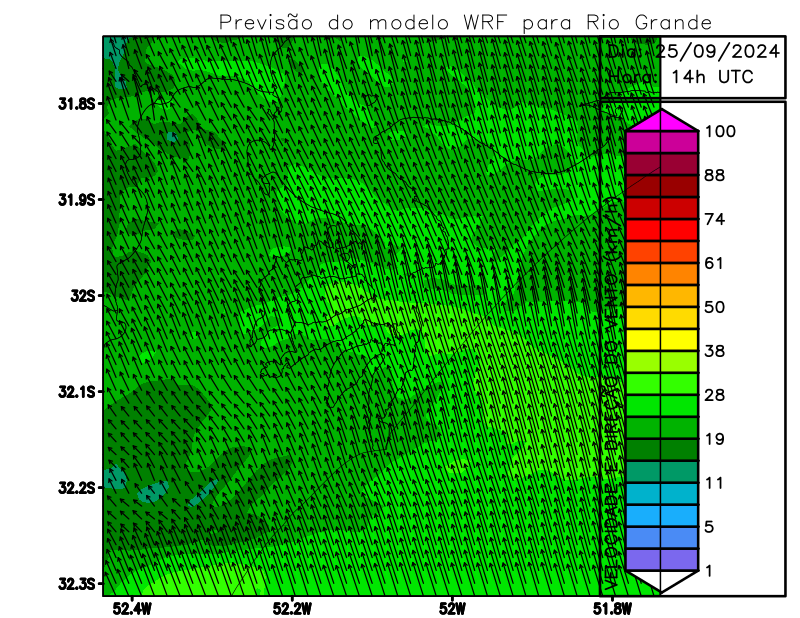 Previsão do modelo WRF para Rio Grande
Dia: 25/09/2024
Hora: 14h UTC
31.8S
31.9S
32S
32.1S
32.2S
32.3S
52.4W
52.2W
52W
51.8W
VELOCIDADE E DIREÇÃO DO VENTO (km/h)
100
88
74
61
50
38
28
19
11
5
1